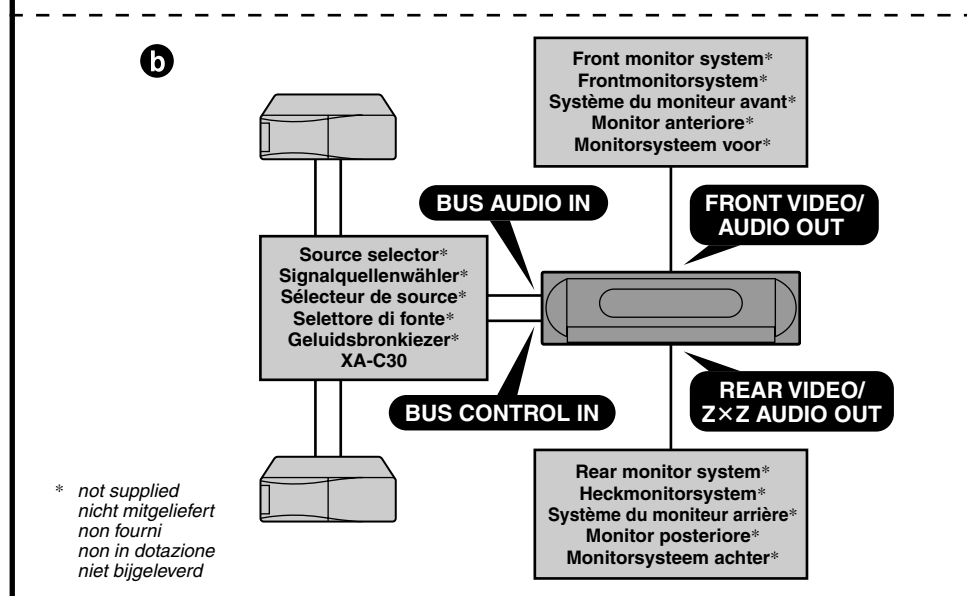 b
Front monitor system*
Frontmonitorsystem*
Système du moniteur avant*
Monitor anteriore*
Monitorsysteem voor*
BUS AUDIO IN
FRONT VIDEO/
AUDIO OUT
Source selector*
Signalquellenwähler*
Sélecteur de source*
Selettore di fonte*
Geluidsbronkiezer*
XA-C30
BUS CONTROL IN
REAR VIDEO/
Z×Z AUDIO OUT
Rear monitor system*
Heckmonitorsystem*
Système du moniteur arrière*
Monitor posteriore*
Monitorsysteem achter*
* not supplied
nicht mitgeliefert
non fourni
non in dotazione
niet bijgeleverd